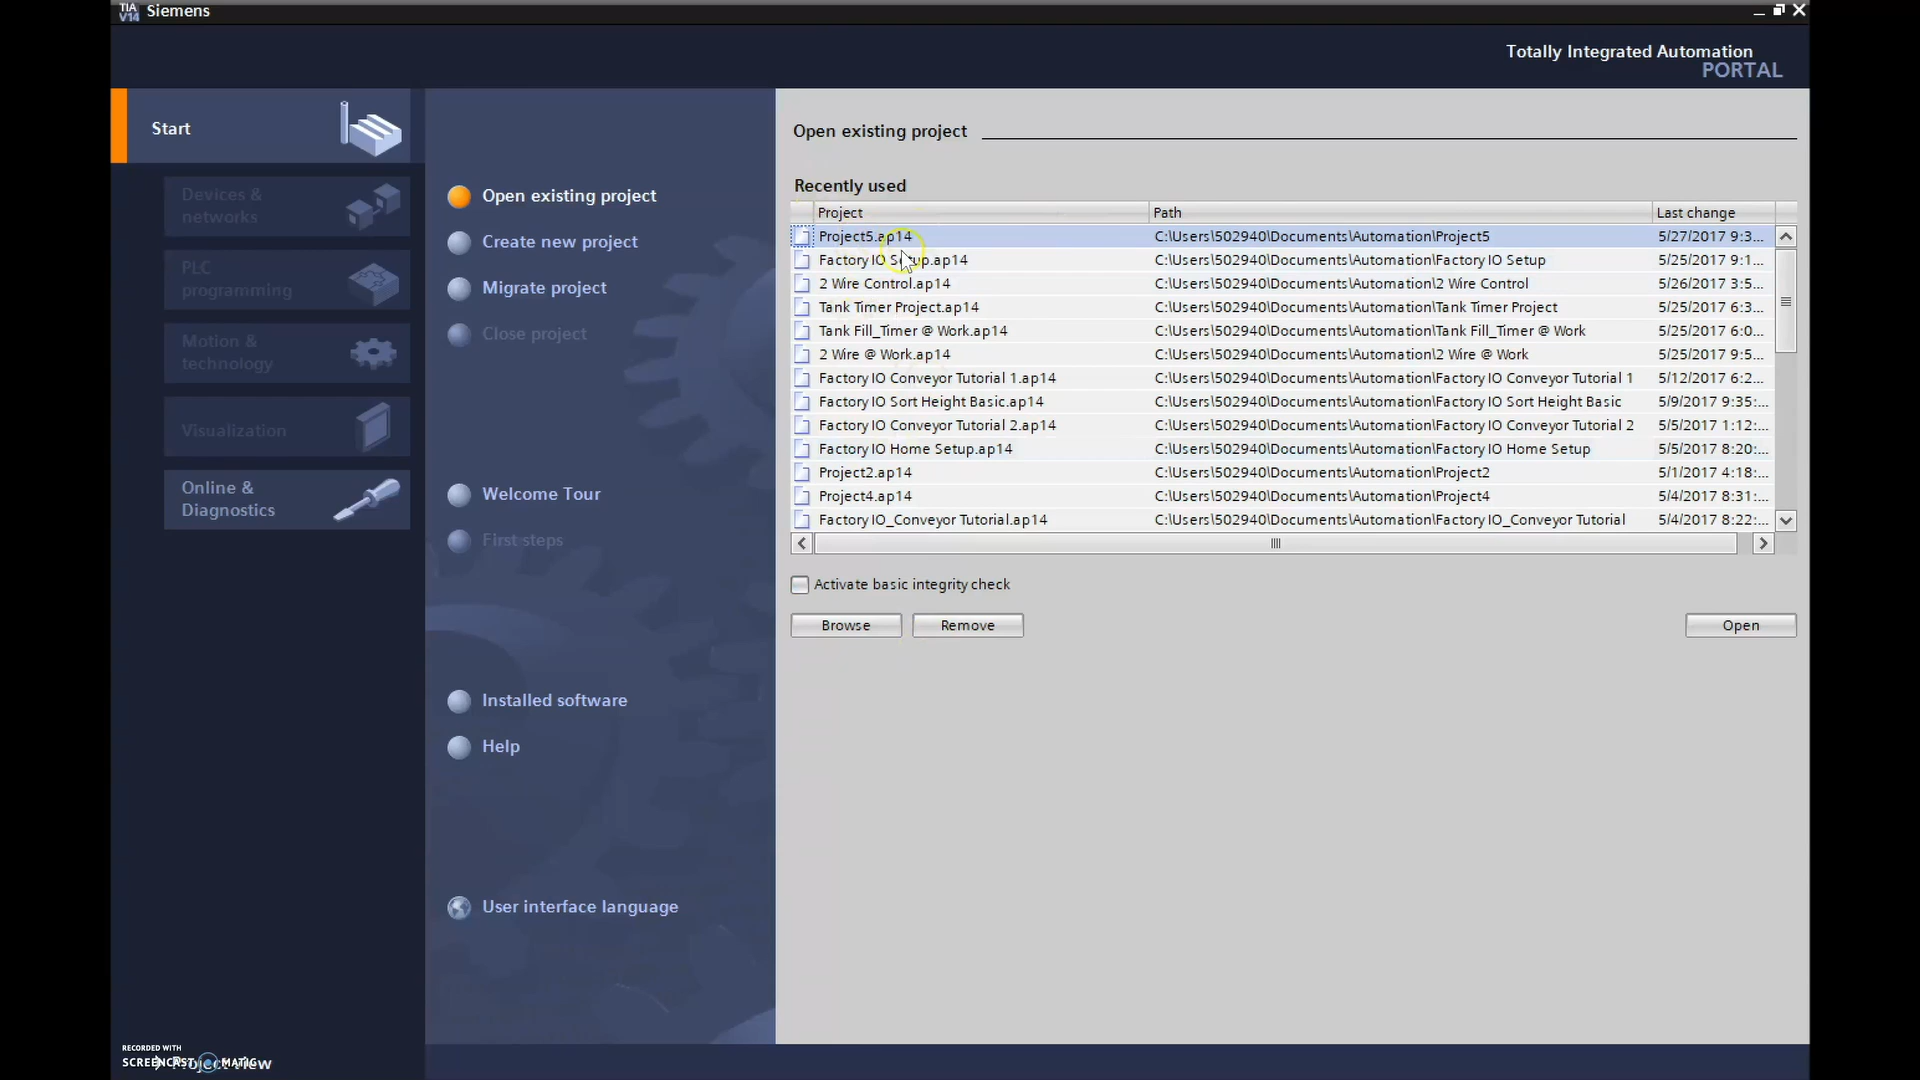 TIA
V14
Siemens
Totally Integrated Automation
PORTAL
Start
Devices &
networks
PLC
programming
Motion &
technology
Visualization
Online &
Diagnostics
Open existing project
Create new project
Migrate project
Close project
Welcome Tour
First steps
Installed software
Help
User interface language
Open existing project
Recently used
Project Path Last change
Project5.ap14 C:\Users\502940\Documents\Automation\Project5 5/27/2017 9:3...
Factory IO Setup.ap14 C:\Users\502940\Documents\Automation\Factory IO Setup 5/25/2017 9:1...
2 Wire Control.ap14 C:\Users\502940\Documents\Automation\2 Wire Control 5/26/2017 3:5...
Tank Timer Project.ap14 C:\Users\502940\Documents\Automation\Tank Timer Project 5/25/2017 6:3...
Tank Fill_Timer @ Work.ap14 C:\Users\502940\Documents\Automation\Tank Fill_Timer @ Work 5/25/2017 6:0...
2 Wire @ Work.ap14 C:\Users\502940\Documents\Automation\2 Wire @ Work 5/25/2017 9:5...
Factory IO Conveyor Tutorial 1.ap14 C:\Users\502940\Documents\Automation\Factory IO Conveyor Tutorial 1 5/12/2017 6:2...
Factory IO Sort Height Basic.ap14 C:\Users\502940\Documents\Automation\Factory IO Sort Height Basic 5/9/2017 9:35:...
Factory IO Conveyor Tutorial 2.ap14 C:\Users\502940\Documents\Automation\Factory IO Conveyor Tutorial 2 5/5/2017 1:12:...
Factory IO Home Setup.ap14 C:\Users\502940\Documents\Automation\Factory IO Home Setup 5/5/2017 8:20:...
Project2.ap14 C:\Users\502940\Documents\Automation\Project2 5/1/2017 4:18:...
Project4.ap14 C:\Users\502940\Documents\Automation\Project4 5/4/2017 8:31:...
Factory IO_Conveyor Tutorial.ap14 C:\Users\502940\Documents\Automation\Factory IO_Conveyor Tutorial 5/4/2017 8:22:...
Activate basic integrity check
Browse Remove Open
RECORDED WITH
SCREENCAST MATIC
Project view